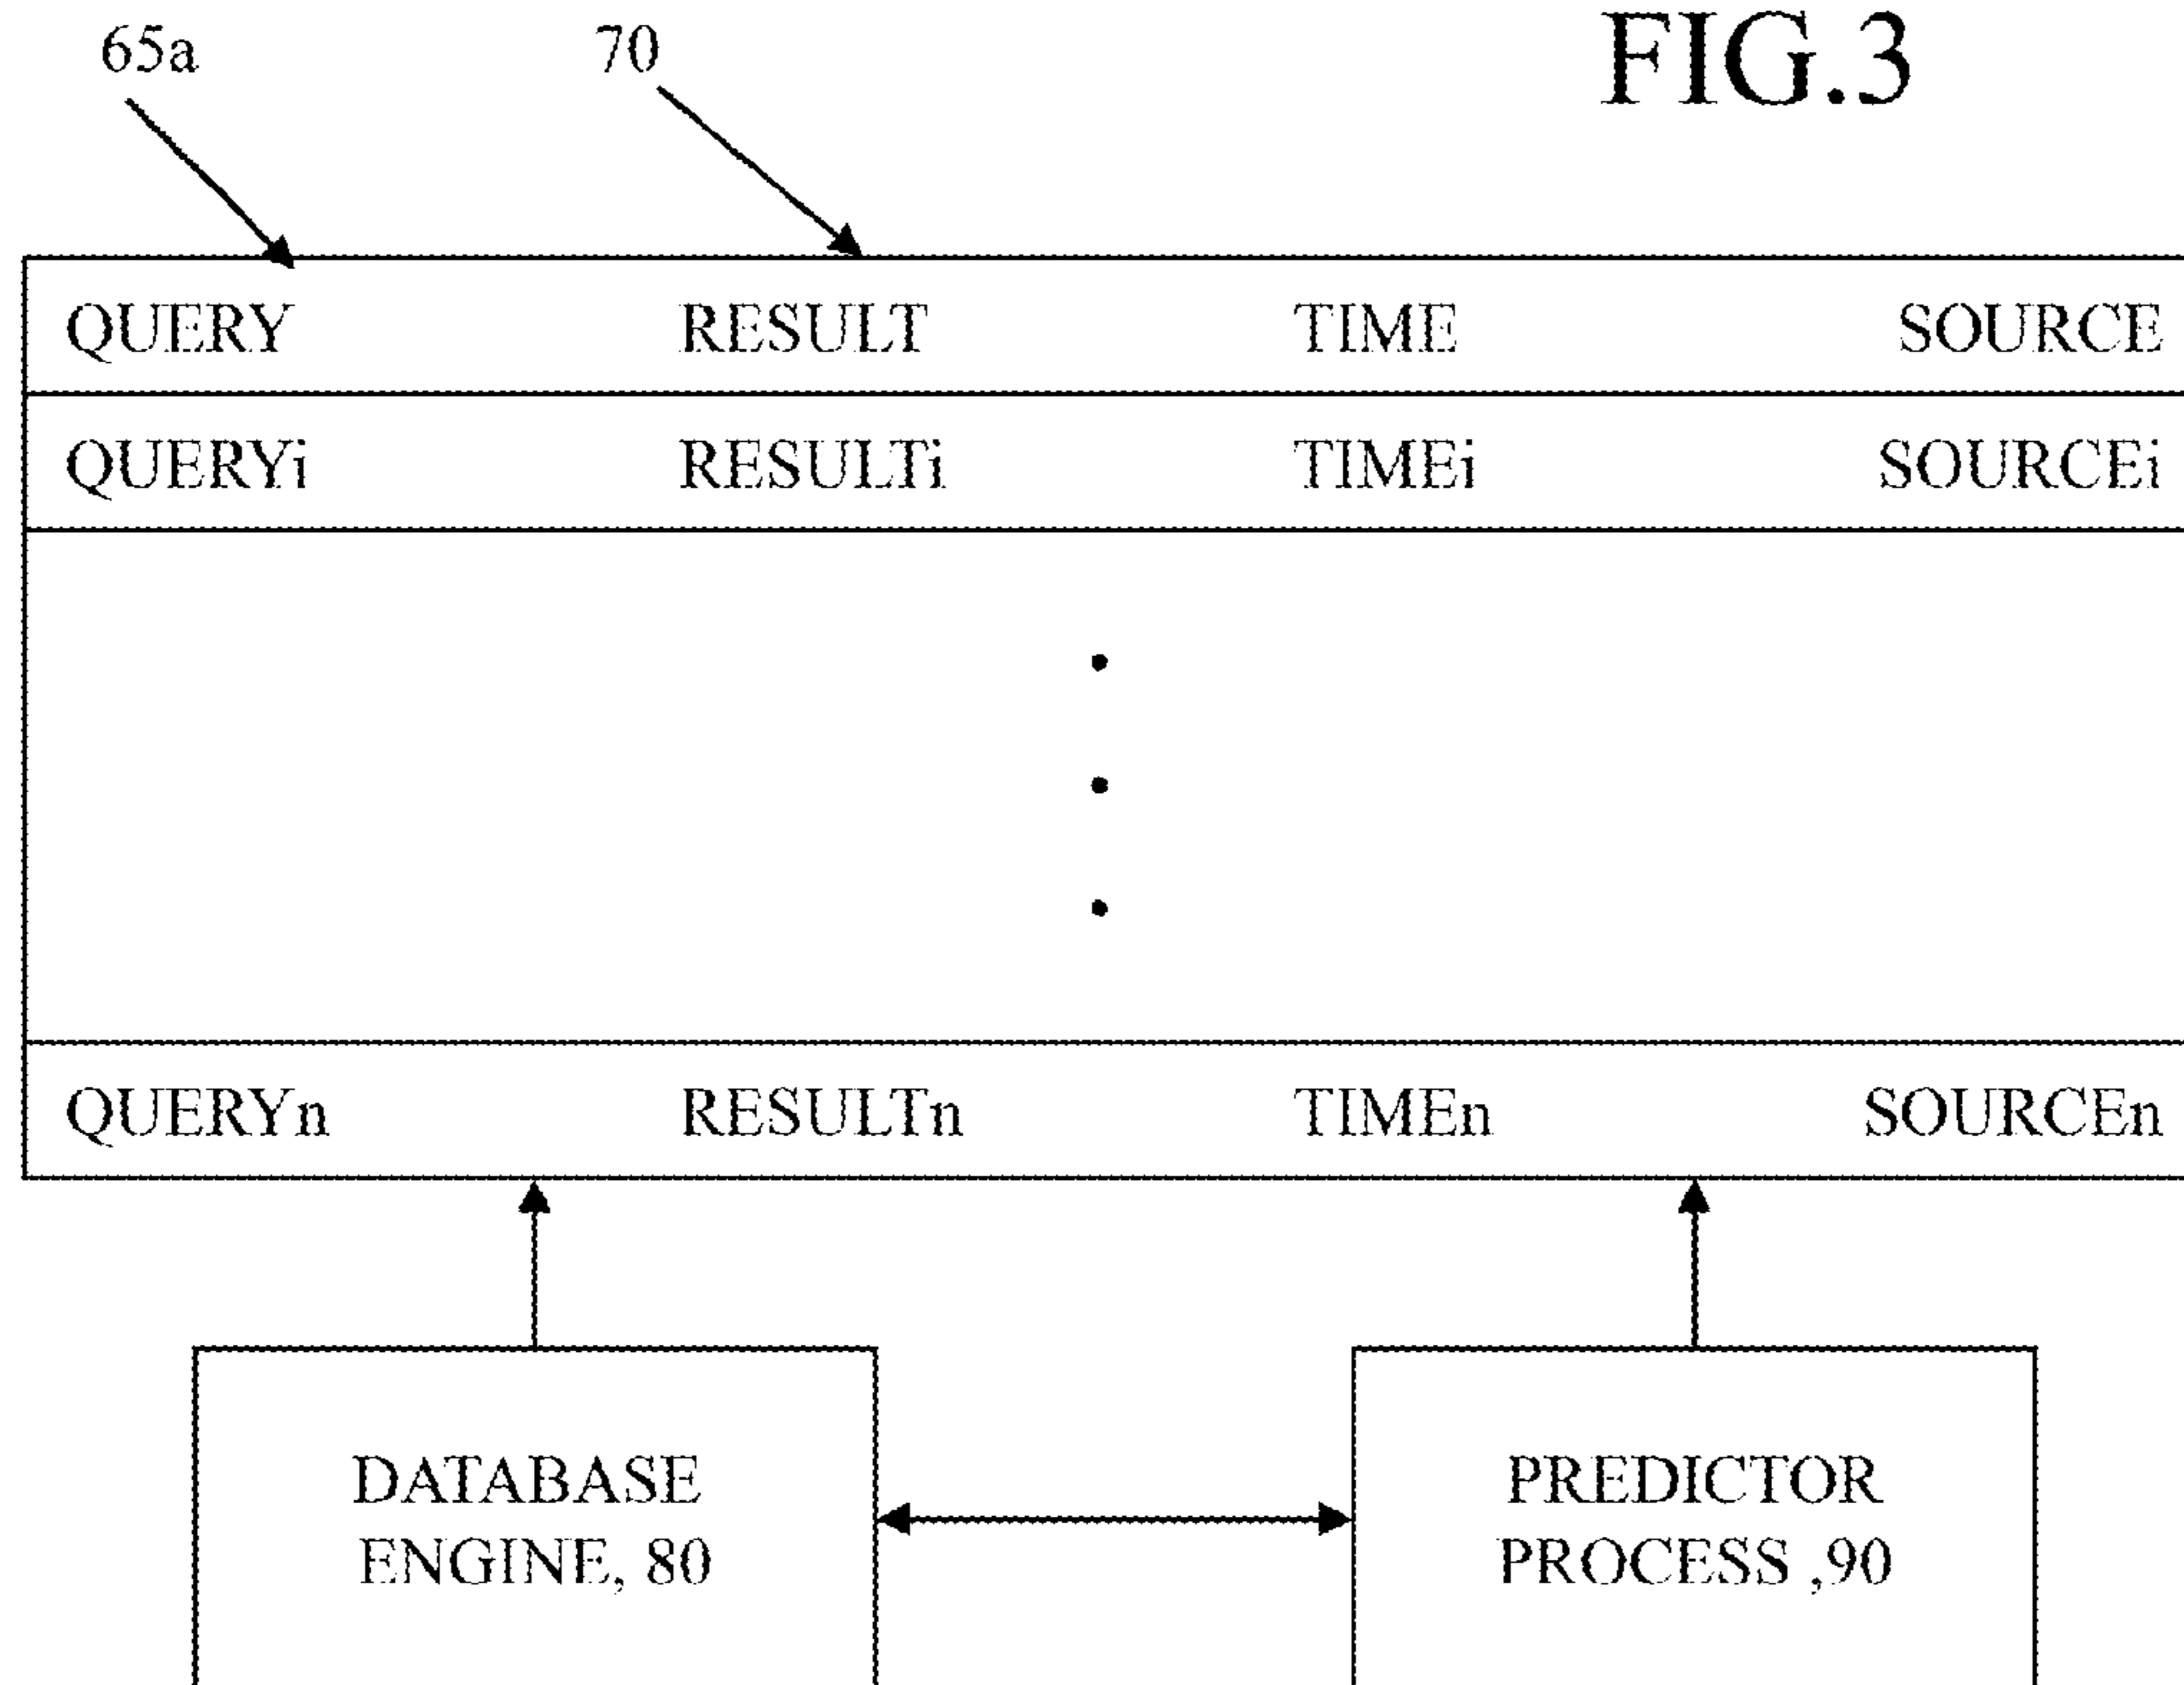 FIG.3
65a 70
QUERY RESULT TIME SOURCE
QUERYi RESULTi TIMEi SOURCEi
QUERYn RESULTn TIMEn SOURCEn
DATABASE
ENGINE, 80
PREDICTOR
PROCESS ,90